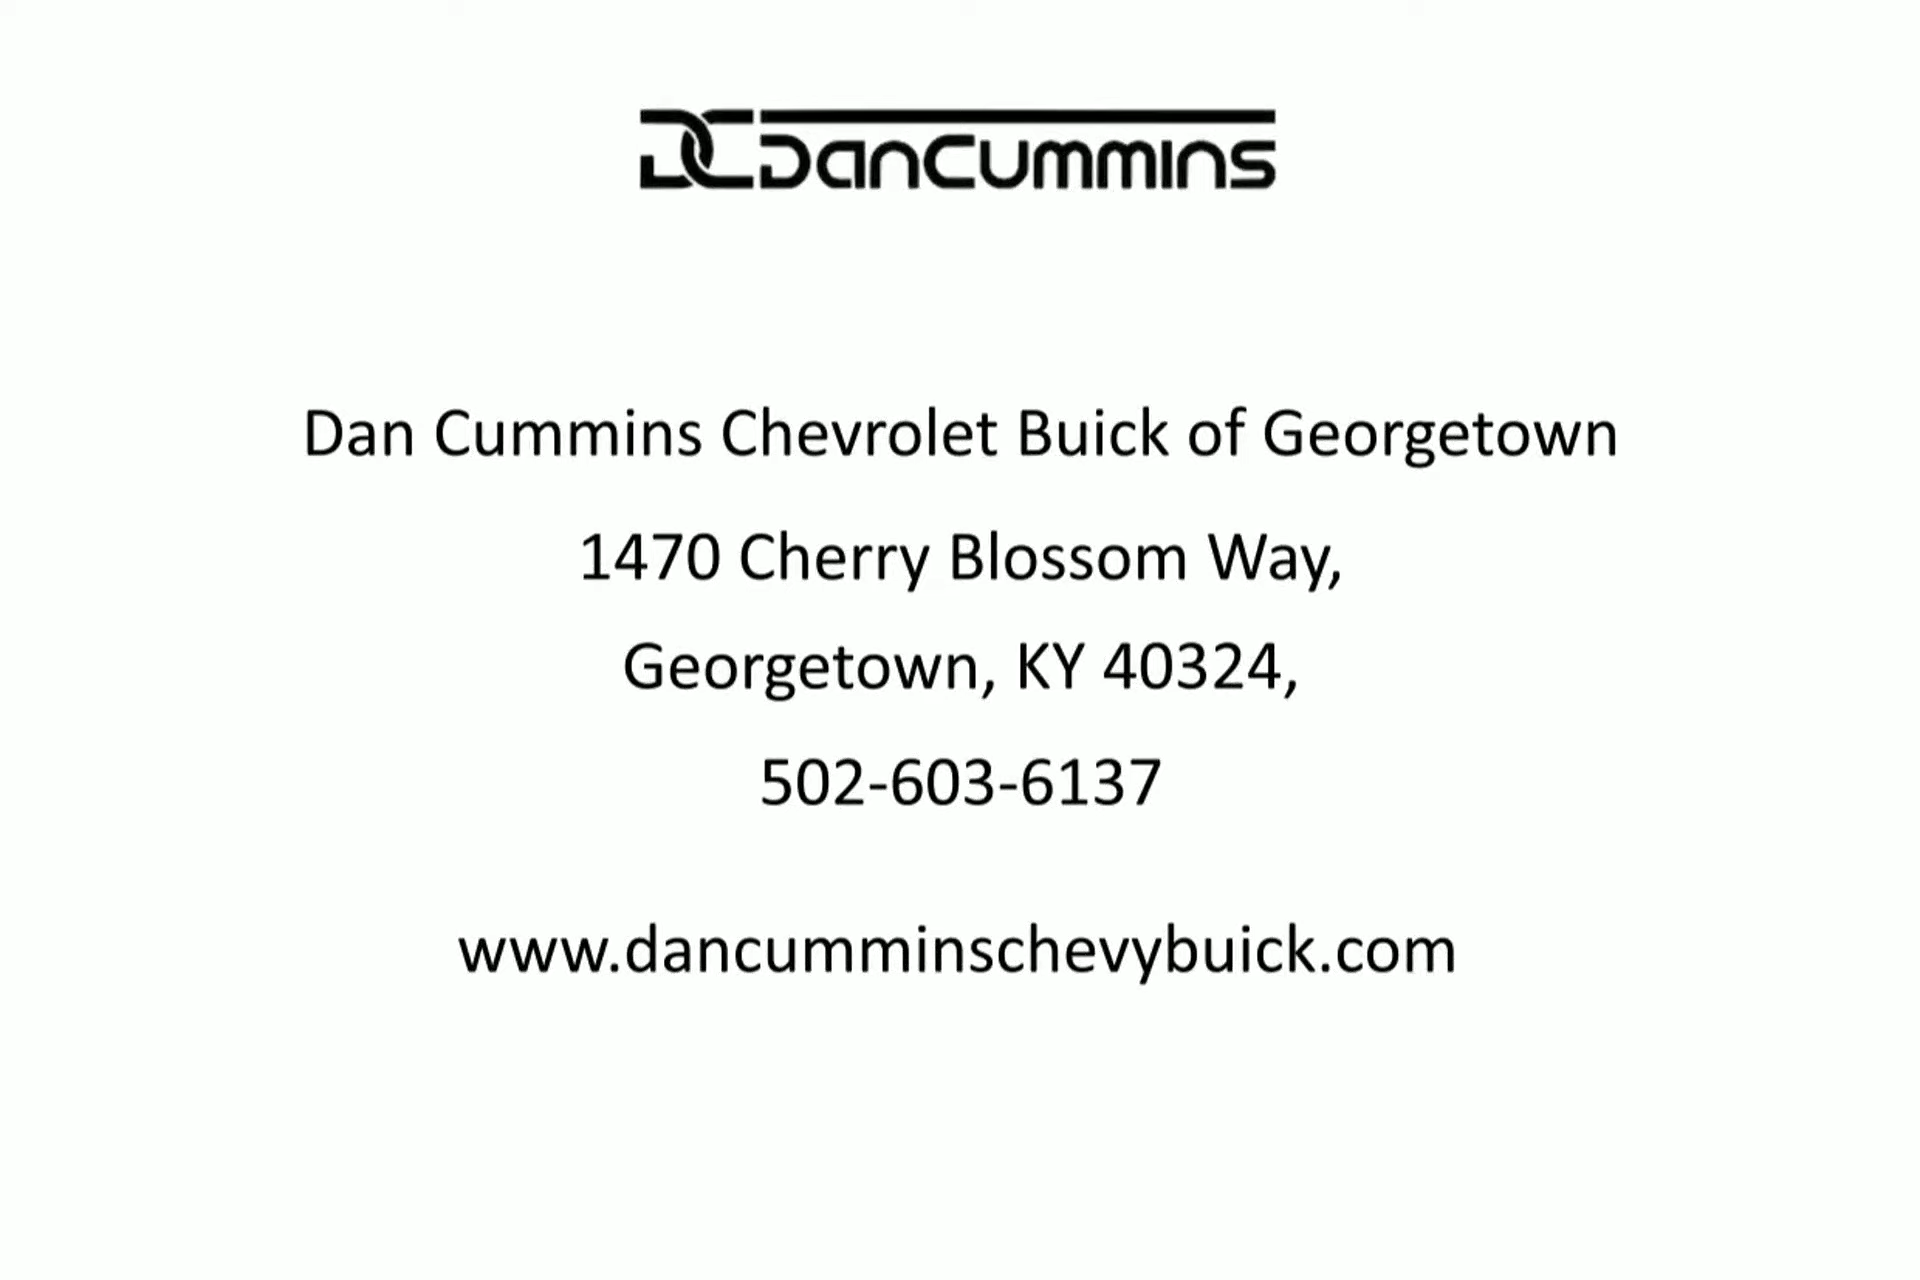 DC DanCummins
Dan Cummins Chevrolet Buick of Georgetown
1470 Cherry Blossom Way,
Georgetown, KY 40324,
502-603-6137
www.dancumminschevybuick.com